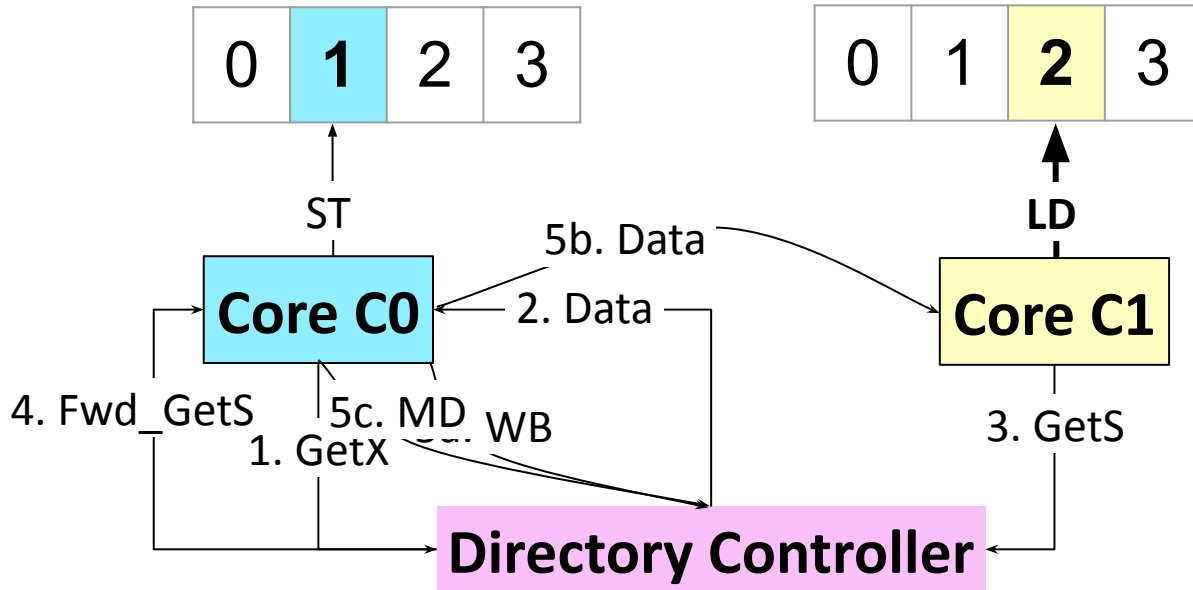 0 1 2 3
0 1 2 3
ST
LD
5b. Data
Core C0
2. Data
Core C1
4. Fwd_GetS
5c. MD
WB
3. GetS
1. GetX
Directory Controller